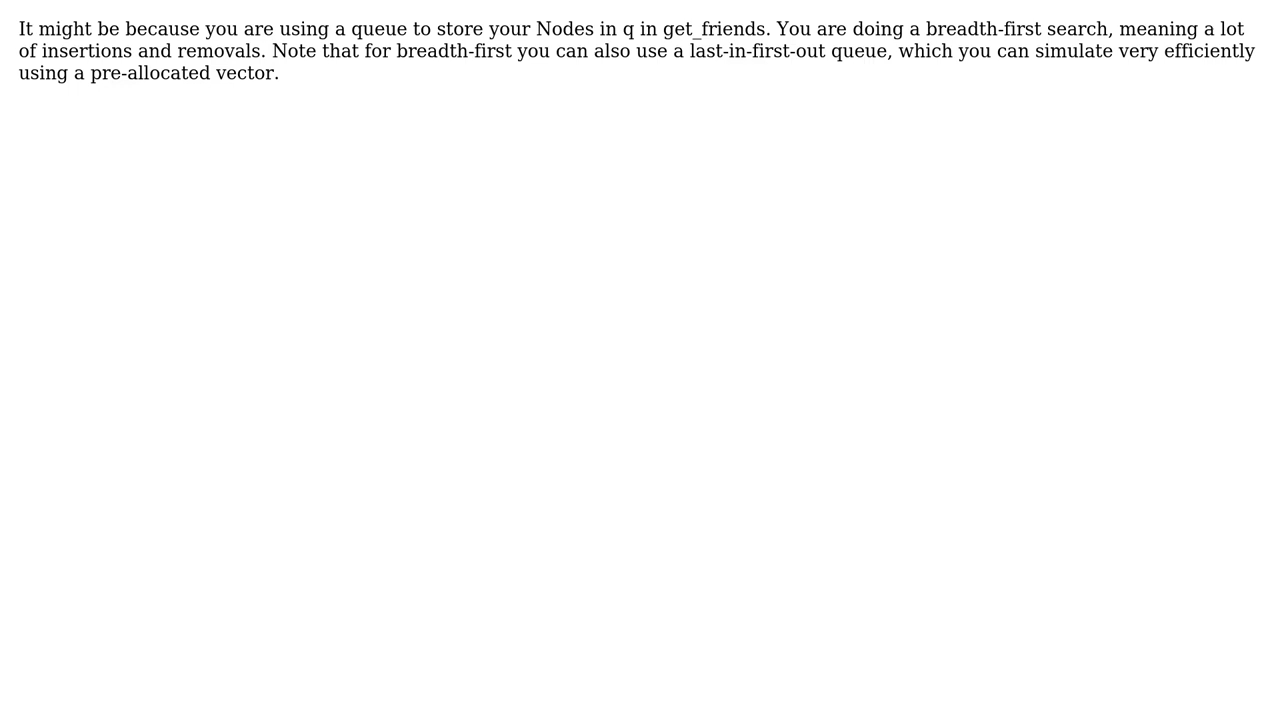 It might be because you are using a queue to store your Nodes in q in get_friends. You are doing a breadth-first search, meaning a lot
of insertions and removals. Note that for breadth-first you can also use a last-in-first-out queue, which you can simulate very efficiently
using a pre-allocated vector.